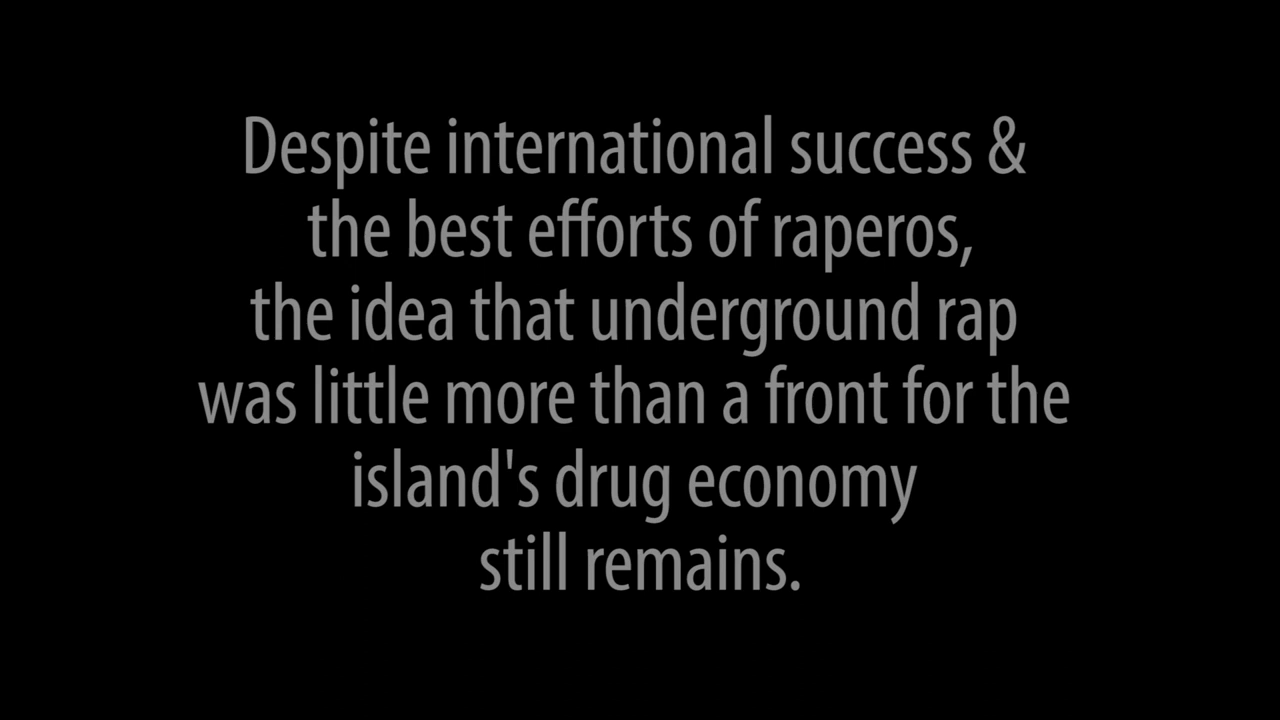 Despite international success &
the best efforts of raperos,
the idea that underground rap
was little more than a front for the
island's drug economy
still remains.